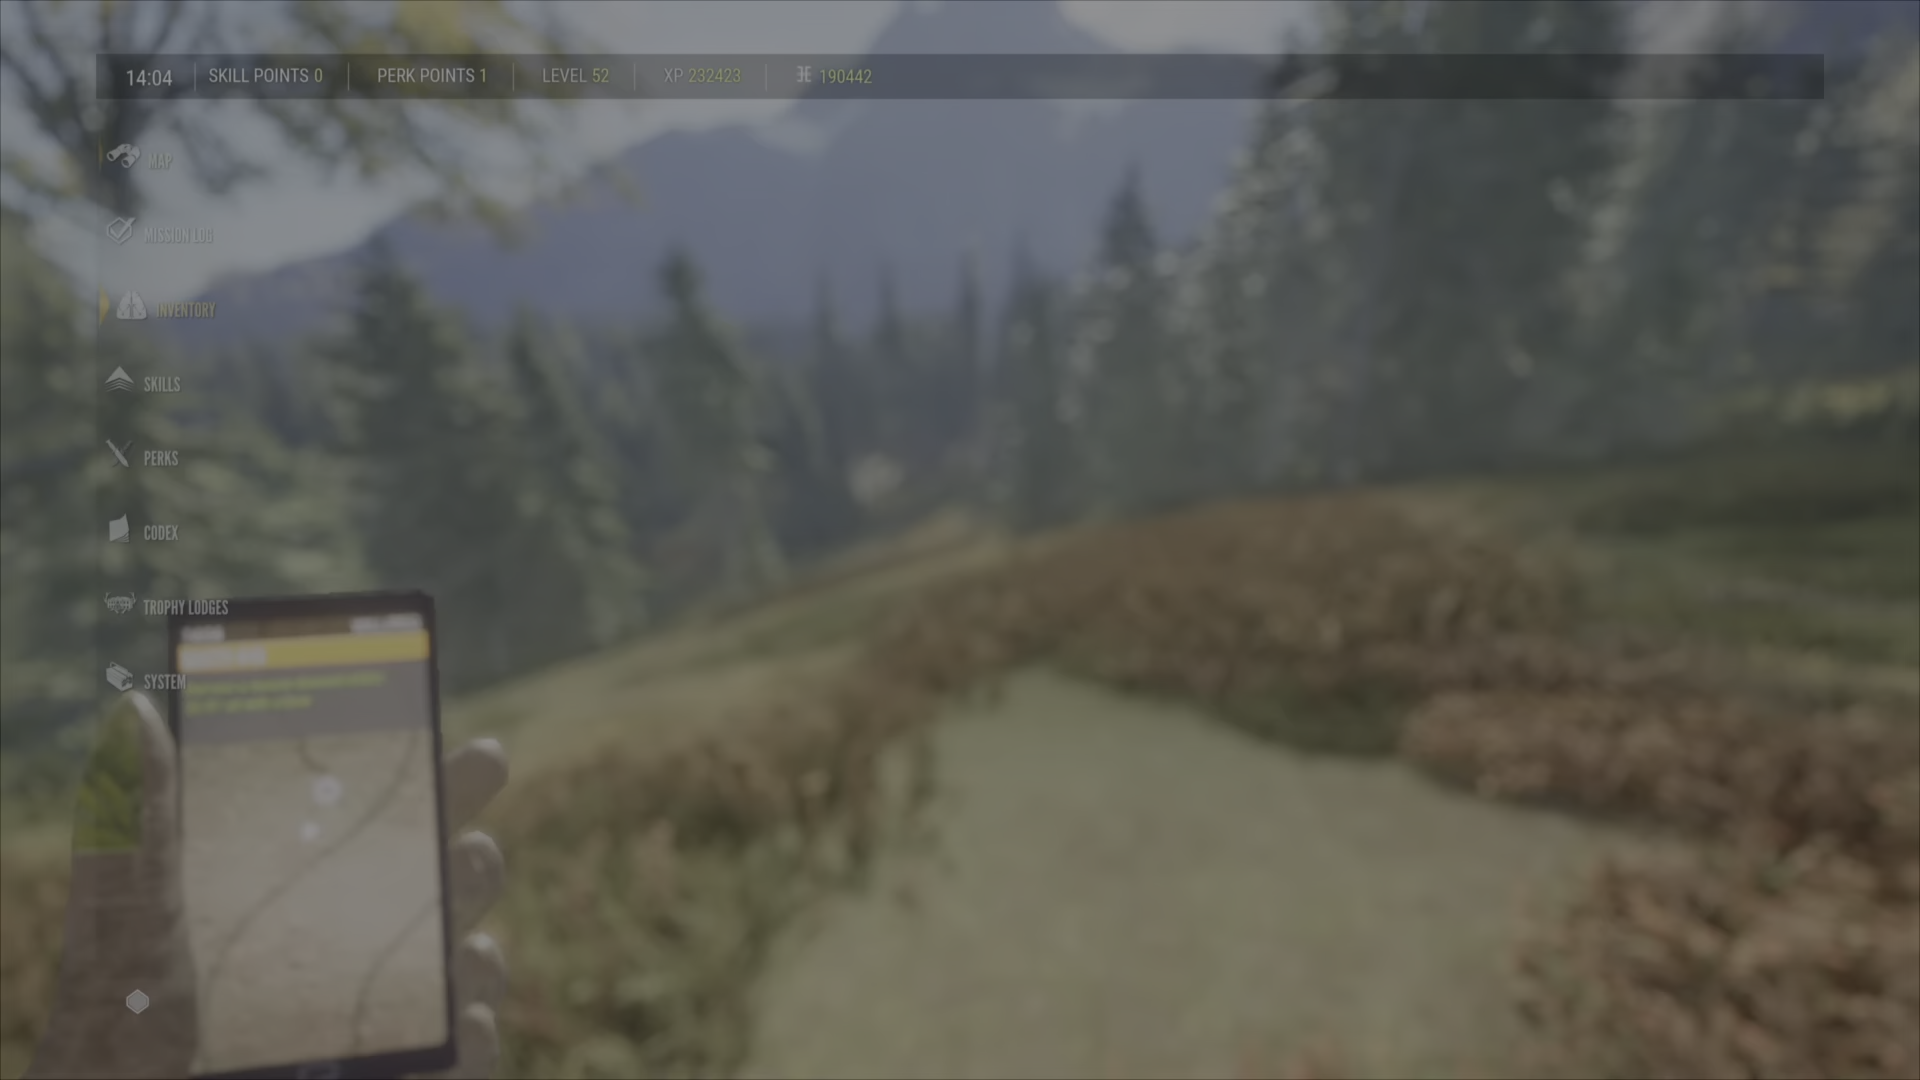 14:04 SKILL POINTS 0 PERK POINTS 1 LEVEL 52 XP 232423 190442
MAP
MISSION LOG
INVENTORY
SKILLS
PERKS
CODEX
TROPHY LODGES
SYSTEM